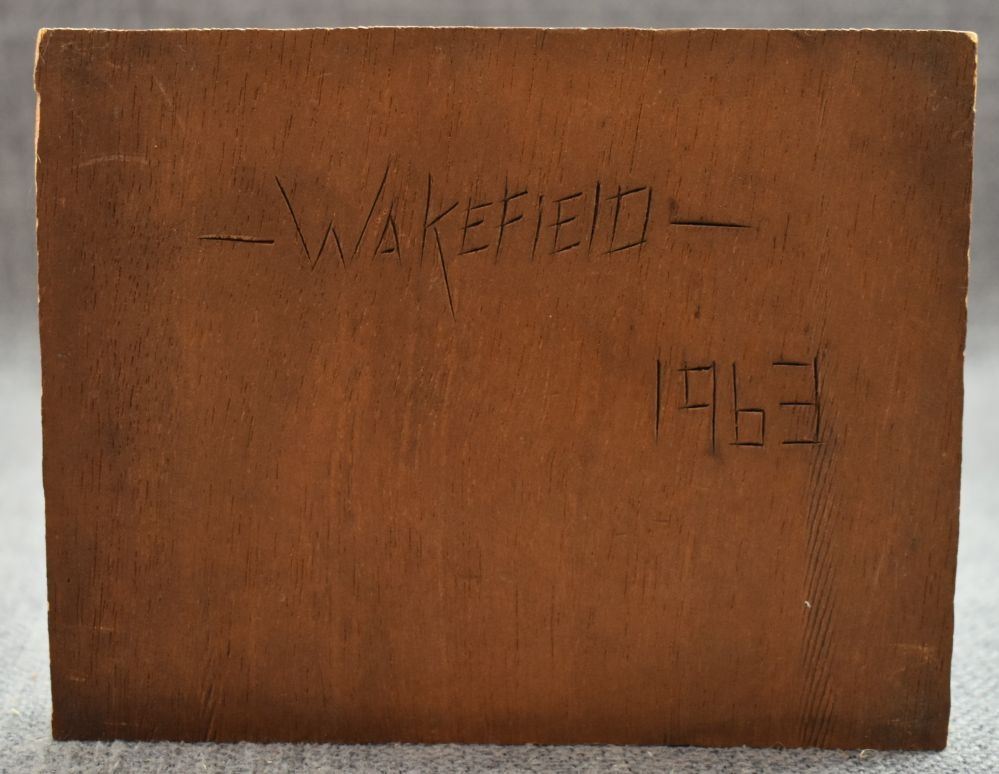 — WAKEFIELD —
1963